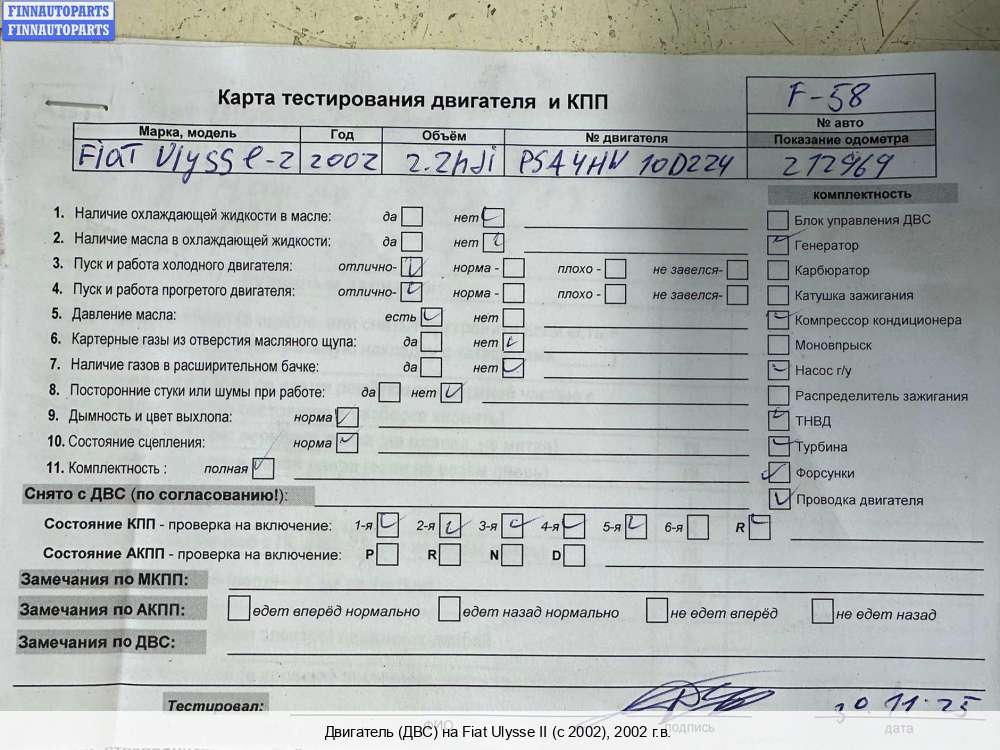 FINNAUTOPARTS
FINNAUTOPARTS
Карта тестирования двигателя и КПП
F-58
№ авто
Марка, модель Год Объём № двигателя Показание одометра
Fiat Ulysse-2 2002 2.2hdi PSA4HW 10D224 212969
комплектность
1. Наличие охлаждающей жидкости в масле: да нет
Блок управления ДВС
2. Наличие масла в охлаждающей жидкости: да нет
Генератор
3. Пуск и работа холодного двигателя: отлично- норма - плохо - не завелся-
Карбюратор
4. Пуск и работа прогретого двигателя: отлично- норма - плохо - не завелся-
Катушка зажигания
5. Давление масла: есть нет
Компрессор кондиционера
6. Картерные газы из отверстия масляного щупа: да нет
Моновпрыск
7. Наличие газов в расширительном бачке: да нет
Насос г/у
8. Посторонние стуки или шумы при работе: да нет
Распределитель зажигания
9. Дымность и цвет выхлопа: норма
ТНВД
10. Состояние сцепления: норма
Турбина
11. Комплектность : полная
Форсунки
Снято с ДВС (по согласованию!):
Проводка двигателя
Состояние КПП - проверка на включение: 1-я 2-я 3-я 4-я 5-я 6-я R
Состояние АКПП - проверка на включение: P R N D
Замечания по МКПП:
Замечания по АКПП: едет вперёд нормально едет назад нормально не едет вперёд не едет назад
Замечания по ДВС:
Тестировал: 30.11.25
ФИО подпись дата
Двигатель (ДВС) на Fiat Ulysse II (с 2002), 2002 г.в.